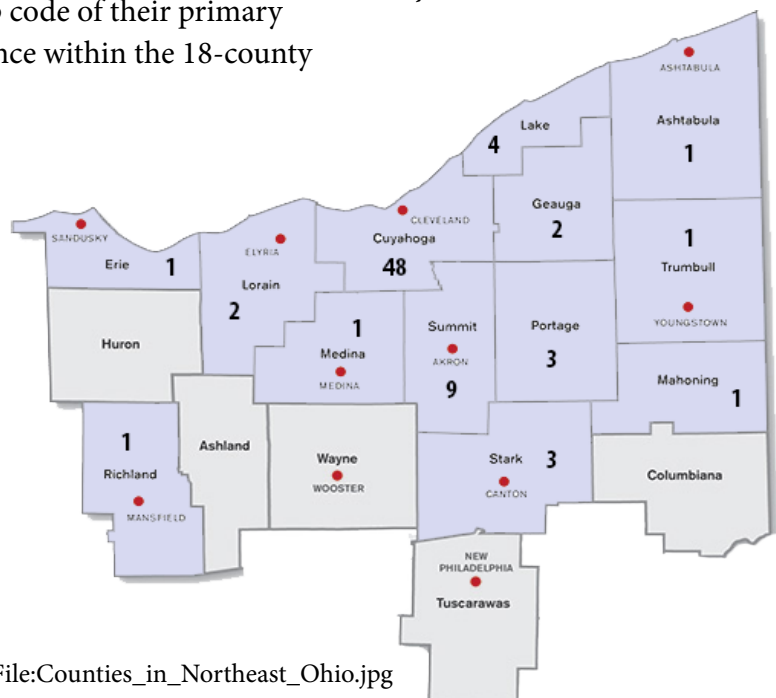 code of their primary
nce within the 18-county
ASHTABULA
Lake
4
Ashtabula
1
Geauga
2
CLEVELAND
Cuyahoga
48
SANDUSKY
Erie 1
ELYRIA
Lorain
2
1
Trumbull
YOUNGSTOWN
Huron
1
Medina
MEDINA
Summit
AKRON
9
Portage
3
Mahoning
1
1
Richland
MANSFIELD
Ashland
Wayne
WOOSTER
Stark 3
CANTON
Columbiana
NEW
PHILADELPHIA
Tuscarawas
File:Counties_in_Northeast_Ohio.jpg